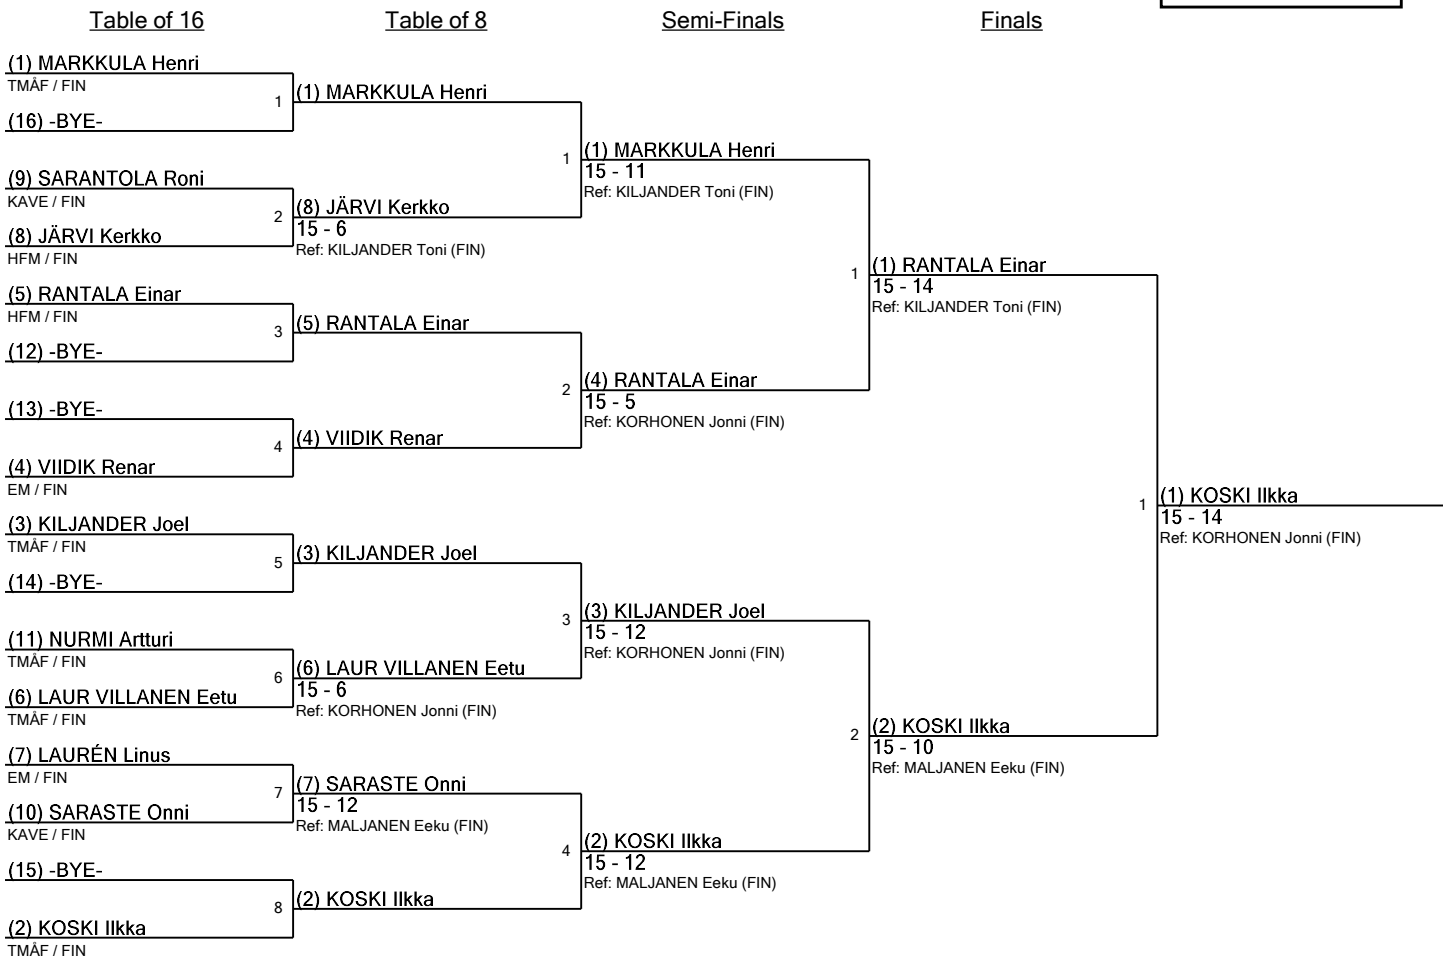 Table of 16
Table of 8
Semi-Finals
Finals
(1) MARKKULA Henri
TMÅF / FIN
1
(16) -BYE-
(9) SARANTOLA Roni
KAVE / FIN
2
(8) JÄRVI Kerkko
HFM / FIN
(5) RANTALA Einar
HFM / FIN
3
(12) -BYE-
(13) -BYE-
4
(4) VIIDIK Renar
EM / FIN
(3) KILJANDER Joel
TMÅF / FIN
5
(14) -BYE-
(11) NURMI Artturi
TMÅF / FIN
6
(6) LAUR VILLANEN Eetu
TMÅF / FIN
(7) LAURÉN Linus
EM / FIN
7
(10) SARASTE Onni
KAVE / FIN
(15) -BYE-
8
(2) KOSKI Ilkka
TMÅF / FIN
(1) MARKKULA Henri
1
(8) JÄRVI Kerkko
15 - 6
Ref: KILJANDER Toni (FIN)
(5) RANTALA Einar
2
(4) VIIDIK Renar
(3) KILJANDER Joel
3
(6) LAUR VILLANEN Eetu
15 - 6
Ref: KORHONEN Jonni (FIN)
(7) SARASTE Onni
15 - 12
Ref: MALJANEN Eeku (FIN)
4
(2) KOSKI Ilkka
(1) MARKKULA Henri
15 - 11
Ref: KILJANDER Toni (FIN)
1
(4) RANTALA Einar
15 - 5
Ref: KORHONEN Jonni (FIN)
(3) KILJANDER Joel
15 - 12
Ref: KORHONEN Jonni (FIN)
2
(2) KOSKI Ilkka
15 - 12
Ref: MALJANEN Eeku (FIN)
(1) RANTALA Einar
15 - 14
Ref: KILJANDER Toni (FIN)
1
(2) KOSKI Ilkka
15 - 10
Ref: MALJANEN Eeku (FIN)
(1) KOSKI Ilkka
15 - 14
Ref: KORHONEN Jonni (FIN)